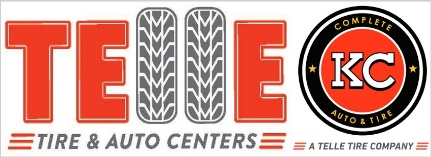 TELLE
TIRE & AUTO CENTERS
COMPLETE
KC
AUTO & TIRE
A TELLE TIRE COMPANY